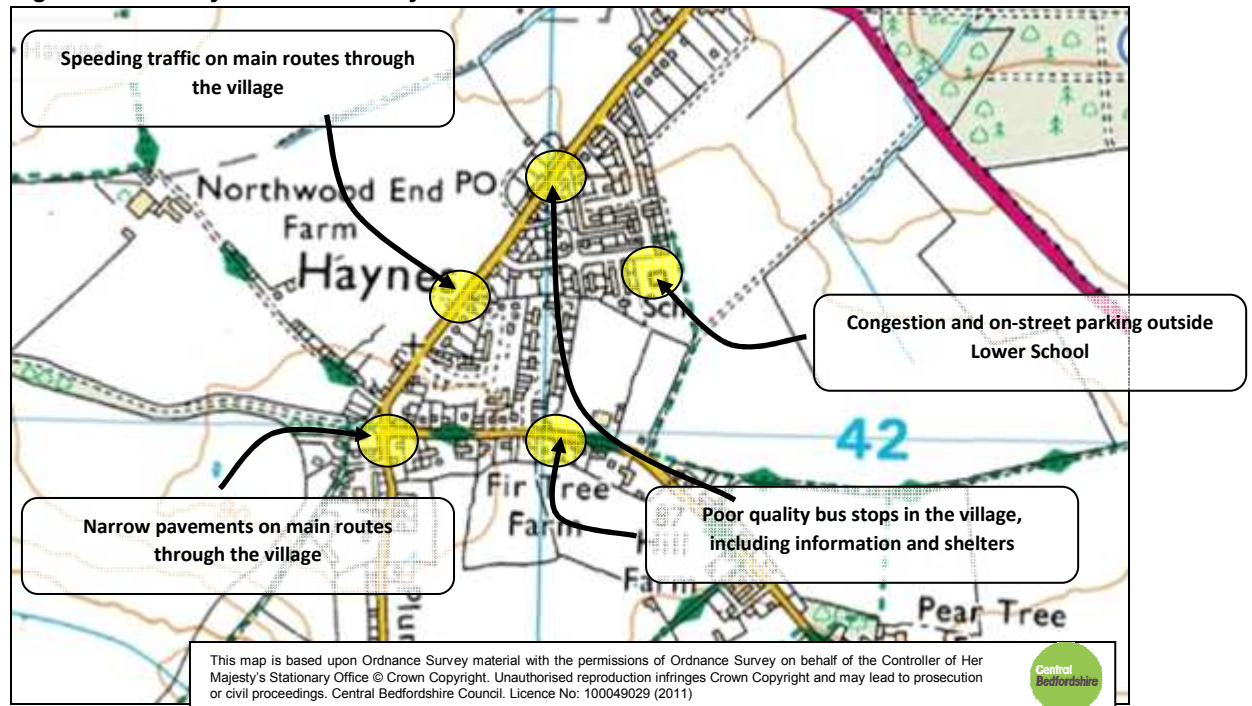 Speeding traffic on main routes through
the village
Northwood End PO
Farm
Haynes
Sch
Congestion and on-street parking outside
Lower School
42
Fir Tree
Farm
Narrow pavements on main routes
through the village
87
Poor quality bus stops in the village,
including information and shelters
Farm
Pear Tree
This map is based upon Ordnance Survey material with the permissions of Ordnance Survey on behalf of the Controller of Her
Majesty's Stationary Office © Crown Copyright. Unauthorised reproduction infringes Crown Copyright and may lead to prosecution
or civil proceedings. Central Bedfordshire Council. Licence No: 100049029 (2011)
Central
Bedfordshire